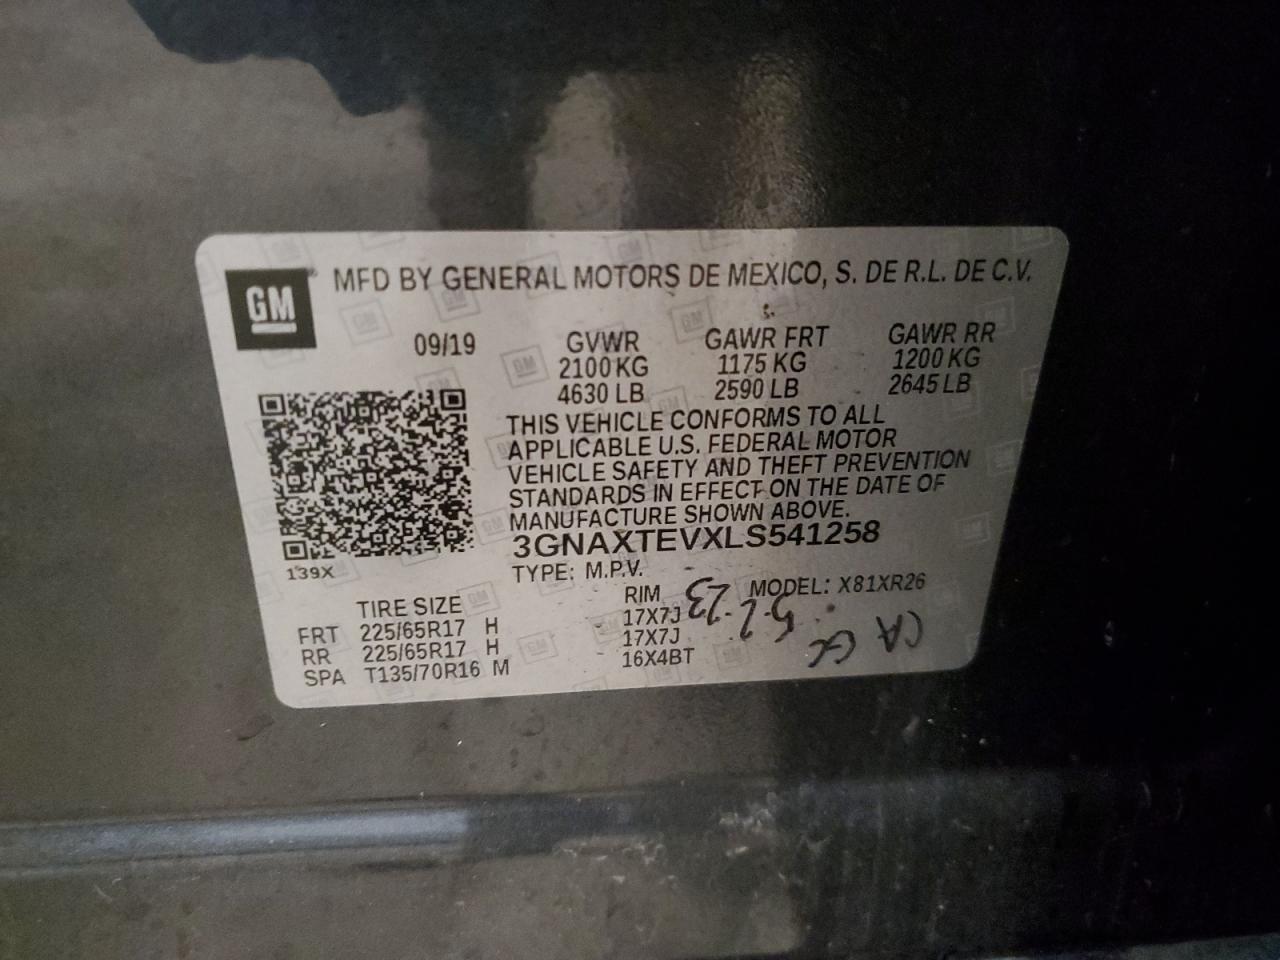 GM
MFD BY GENERAL MOTORS DE MEXICO, S. DE R.L. DE C.V.
09/19 GVWR GAWR FRT GAWR RR
2100 KG 1175 KG 1200 KG
4630 LB 2590 LB 2645 LB
THIS VEHICLE CONFORMS TO ALL
APPLICABLE U.S. FEDERAL MOTOR
VEHICLE SAFETY AND THEFT PREVENTION
STANDARDS IN EFFECT ON THE DATE OF
MANUFACTURE SHOWN ABOVE.
3GNAXTEVXLS541258
139X
TYPE: M.P.V. MODEL: X81XR26
TIRE SIZE RIM
FRT 225/65R17 H 17X7J
RR 225/65R17 H 17X7J
SPA T135/70R16 M 16X4BT
CA